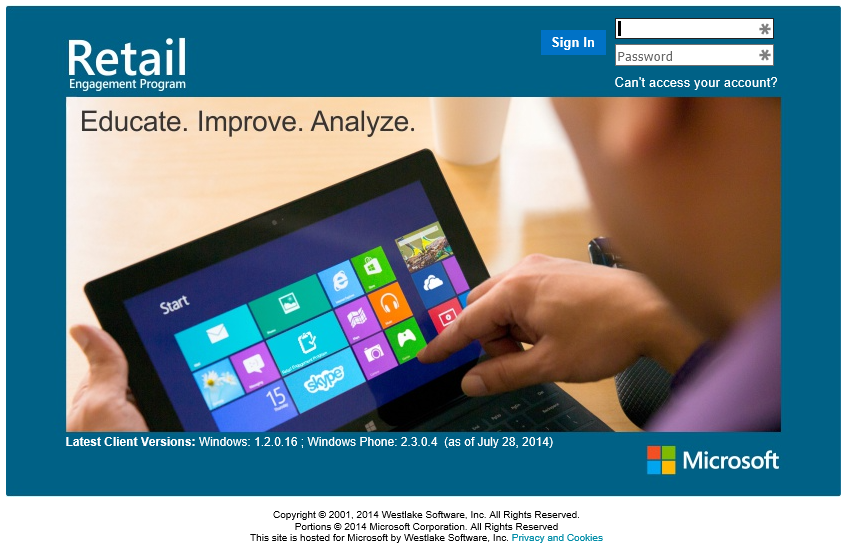 Retail
Engagement Program
Sign In
Password
Can't access your account?
Educate. Improve. Analyze.
Start
15
skype
Latest Client Versions: Windows: 1.2.0.16 ; Windows Phone: 2.3.0.4 (as of July 28, 2014)
Microsoft
Copyright © 2001, 2014 Westlake Software, Inc. All Rights Reserved.
Portions © 2014 Microsoft Corporation. All Rights Reserved
This site is hosted for Microsoft by Westlake Software, Inc. Privacy and Cookies